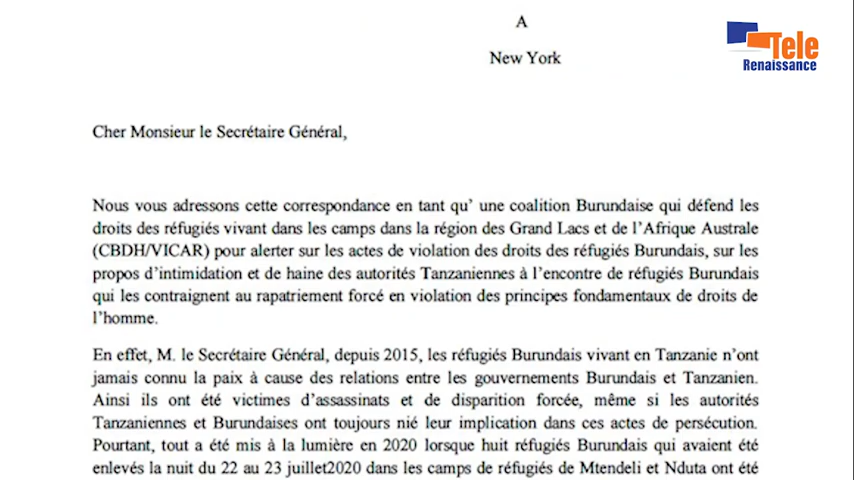 A
Tele
Renaissance
New York
Cher Monsieur le Secrétaire Général,
Nous vous adressons cette correspondance en tant qu’ une coalition Burundaise qui défend les
droits des réfugiés vivant dans les camps dans la région des Grand Lacs et de l’Afrique Australe
(CBDH/VICAR) pour alerter sur les actes de violation des droits des réfugiés Burundais, sur les
propos d’intimidation et de haine des autorités Tanzaniennes à l’encontre de réfugiés Burundais
qui les contraignent au rapatriement forcé en violation des principes fondamentaux de droits de
l’homme.
En effet, M. le Secrétaire Général, depuis 2015, les réfugiés Burundais vivant en Tanzanie n’ont
jamais connu la paix à cause des relations entre les gouvernements Burundais et Tanzanien.
Ainsi ils ont été victimes d’assassinats et de disparition forcée, même si les autorités
Tanzaniennes et Burundaises ont toujours nié leur implication dans ces actes de persécution.
Pourtant, tout a été mis à la lumière en 2020 lorsque huit réfugiés Burundais qui avaient été
enlevés la nuit du 22 au 23 juillet2020 dans les camps de réfugiés de Mtendeli et Nduta ont été